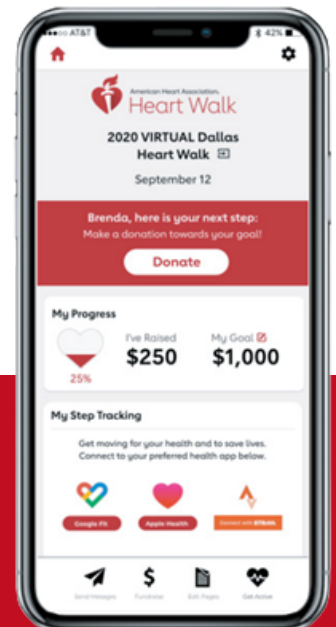 AT&T 42%
American Heart Association.
Heart Walk
2020 VIRTUAL Dallas
Heart Walk
September 12
Brenda, here is your next step:
Make a donation towards your goal!
Donate
My Progress
I've Raised My Goal
$250 $1,000
25%
My Step Tracking
Get moving for your health and to save lives.
Connect to your preferred health app below.
Google Fit Apple Health Connect with STRAVA
Send Messages Fundraise Edit Pages Get Active